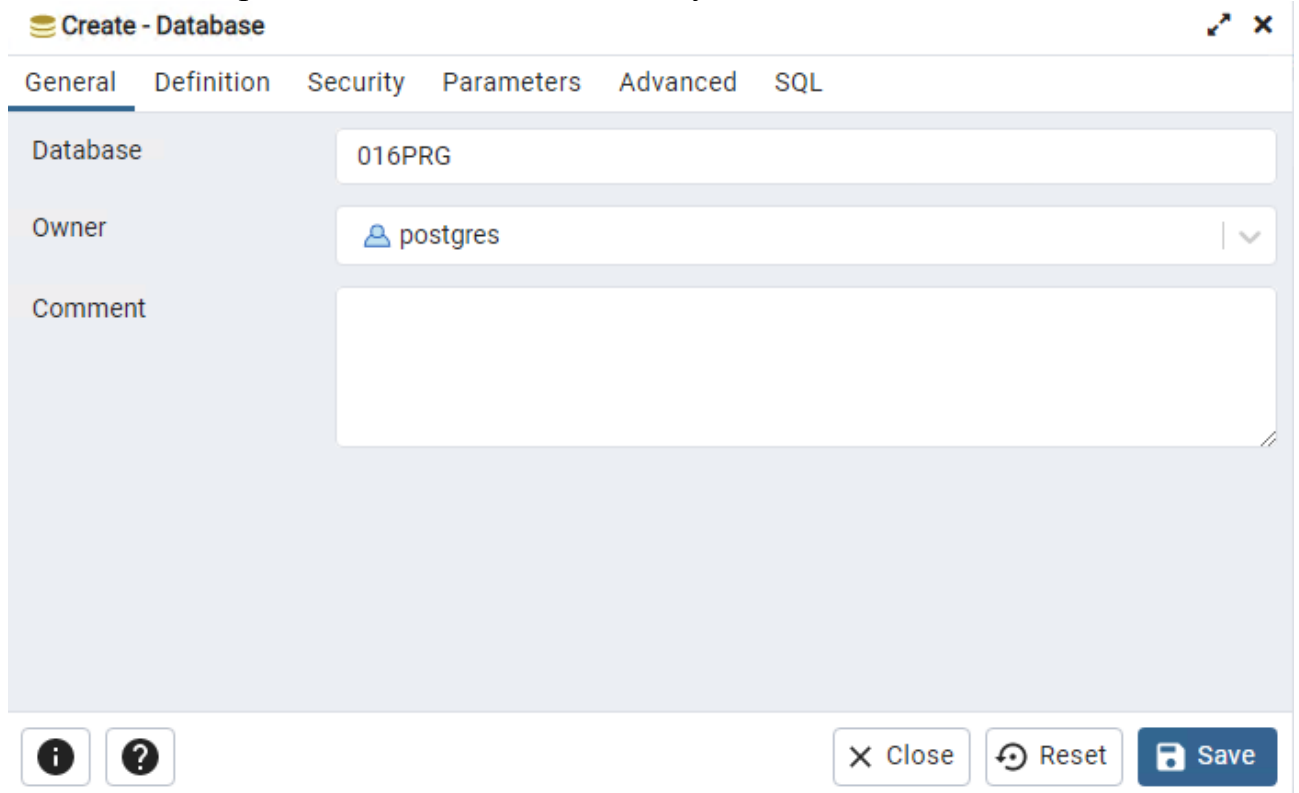 Create - Database
General Definition Security Parameters Advanced SQL
Database 016PRG
Owner postgres
Comment
Close Reset Save